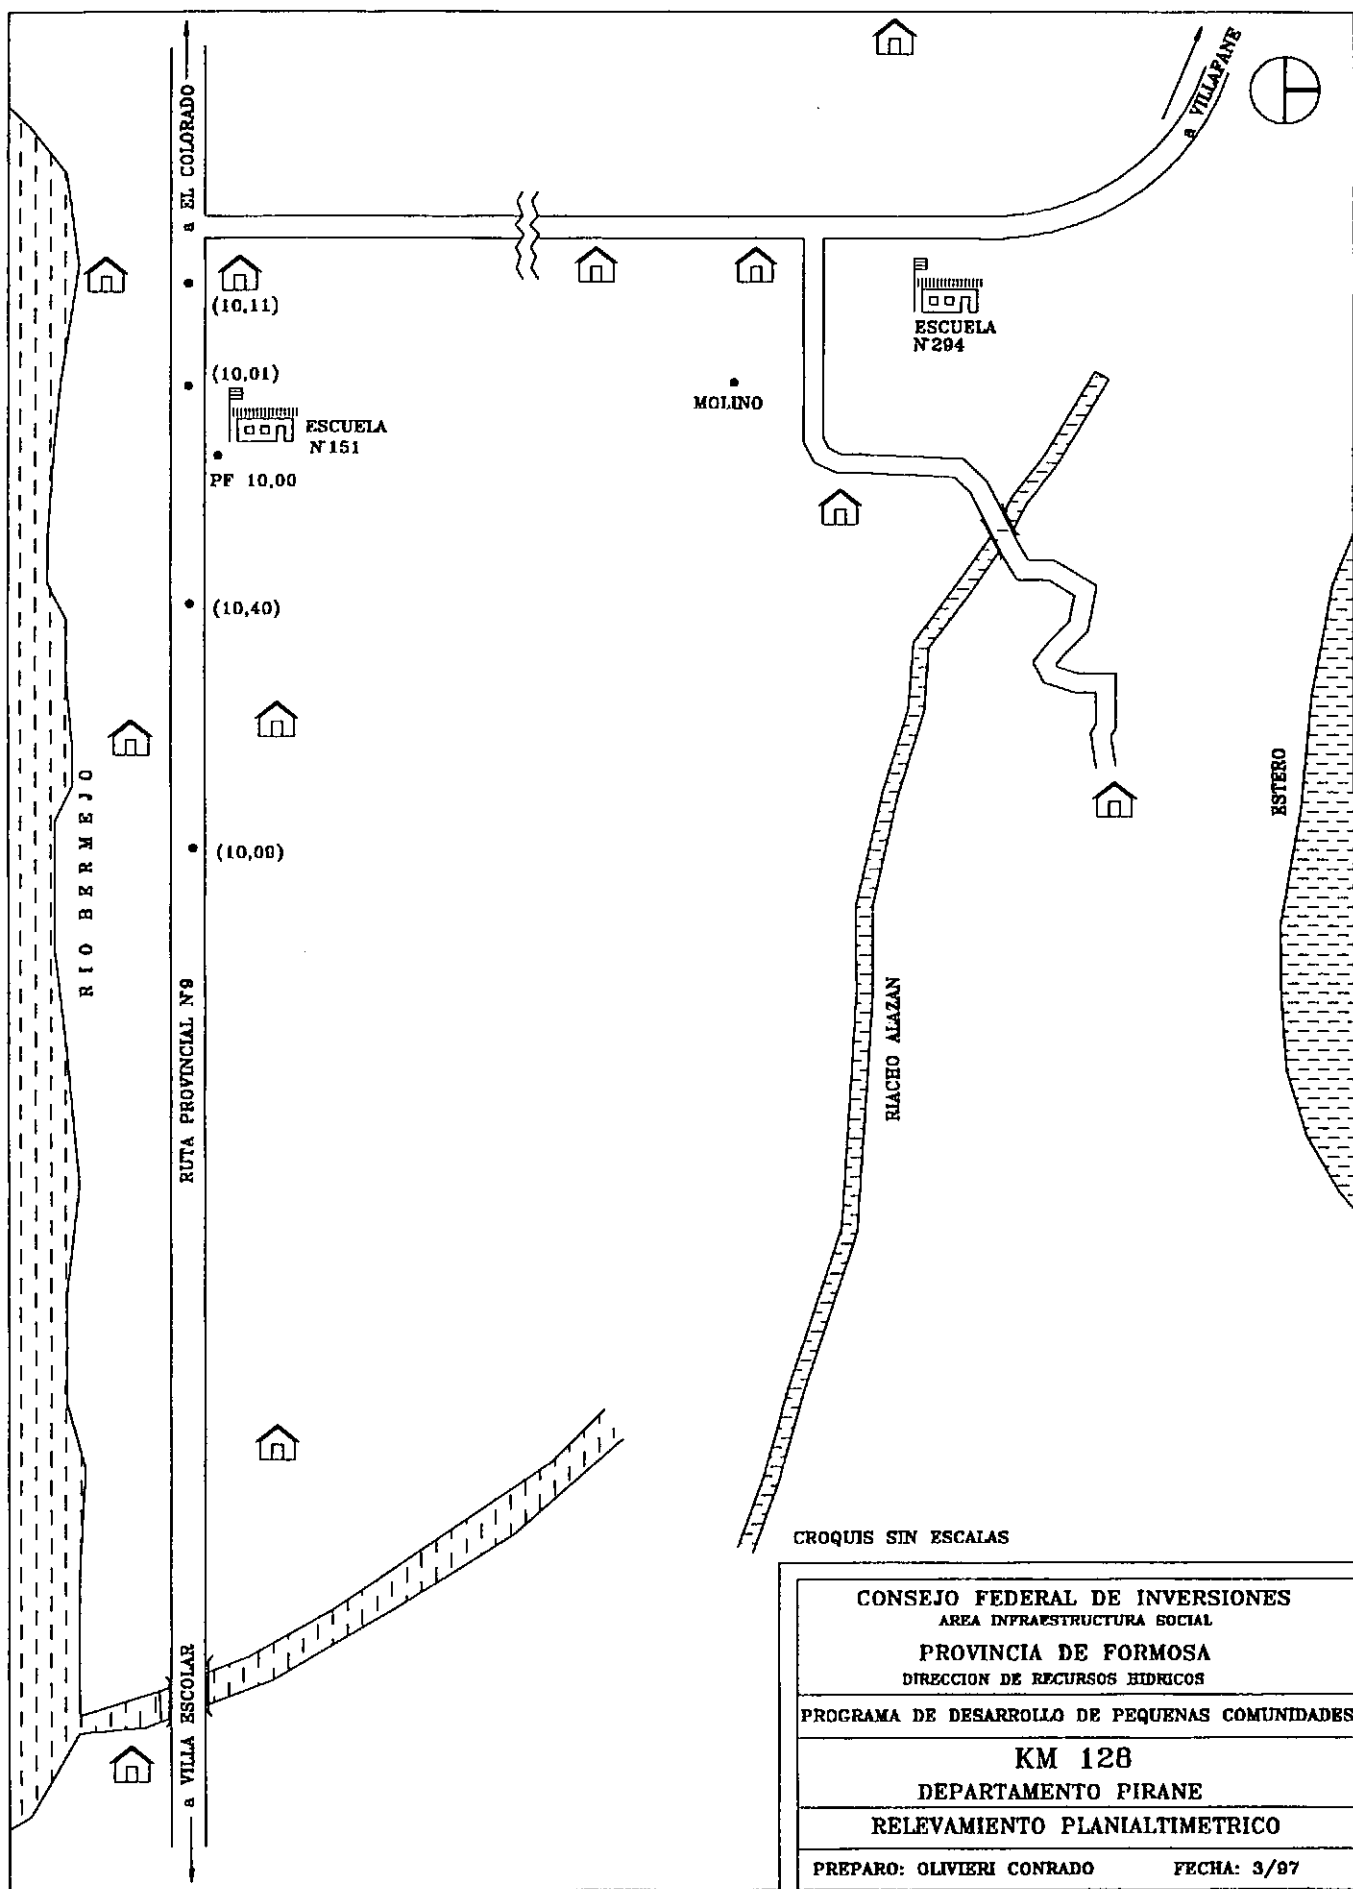 a VILLAFANE
a EL COLORADO
(10,11)
(10,01)
ESCUELA
N°151
PF 10,00
ESCUELA
N°294
MOLINO
(10,40)
RIO BERMEJO
ESTERO
RUTA PROVINCIAL N°9
RIACHO ALAZAN
a VILLA ESCOLAR
CROQUIS SIN ESCALAS
CONSEJO FEDERAL DE INVERSIONES
AREA INFRAESTRUCTURA SOCIAL
PROVINCIA DE FORMOSA
DIRECCION DE RECURSOS HIDRICOS
PROGRAMA DE DESARROLLO DE PEQUENAS COMUNIDADES
KM 128
DEPARTAMENTO PIRANE
RELEVAMIENTO PLANIALTIMETRICO
PREPARO: OLIVIERI CONRADO FECHA: 3/97